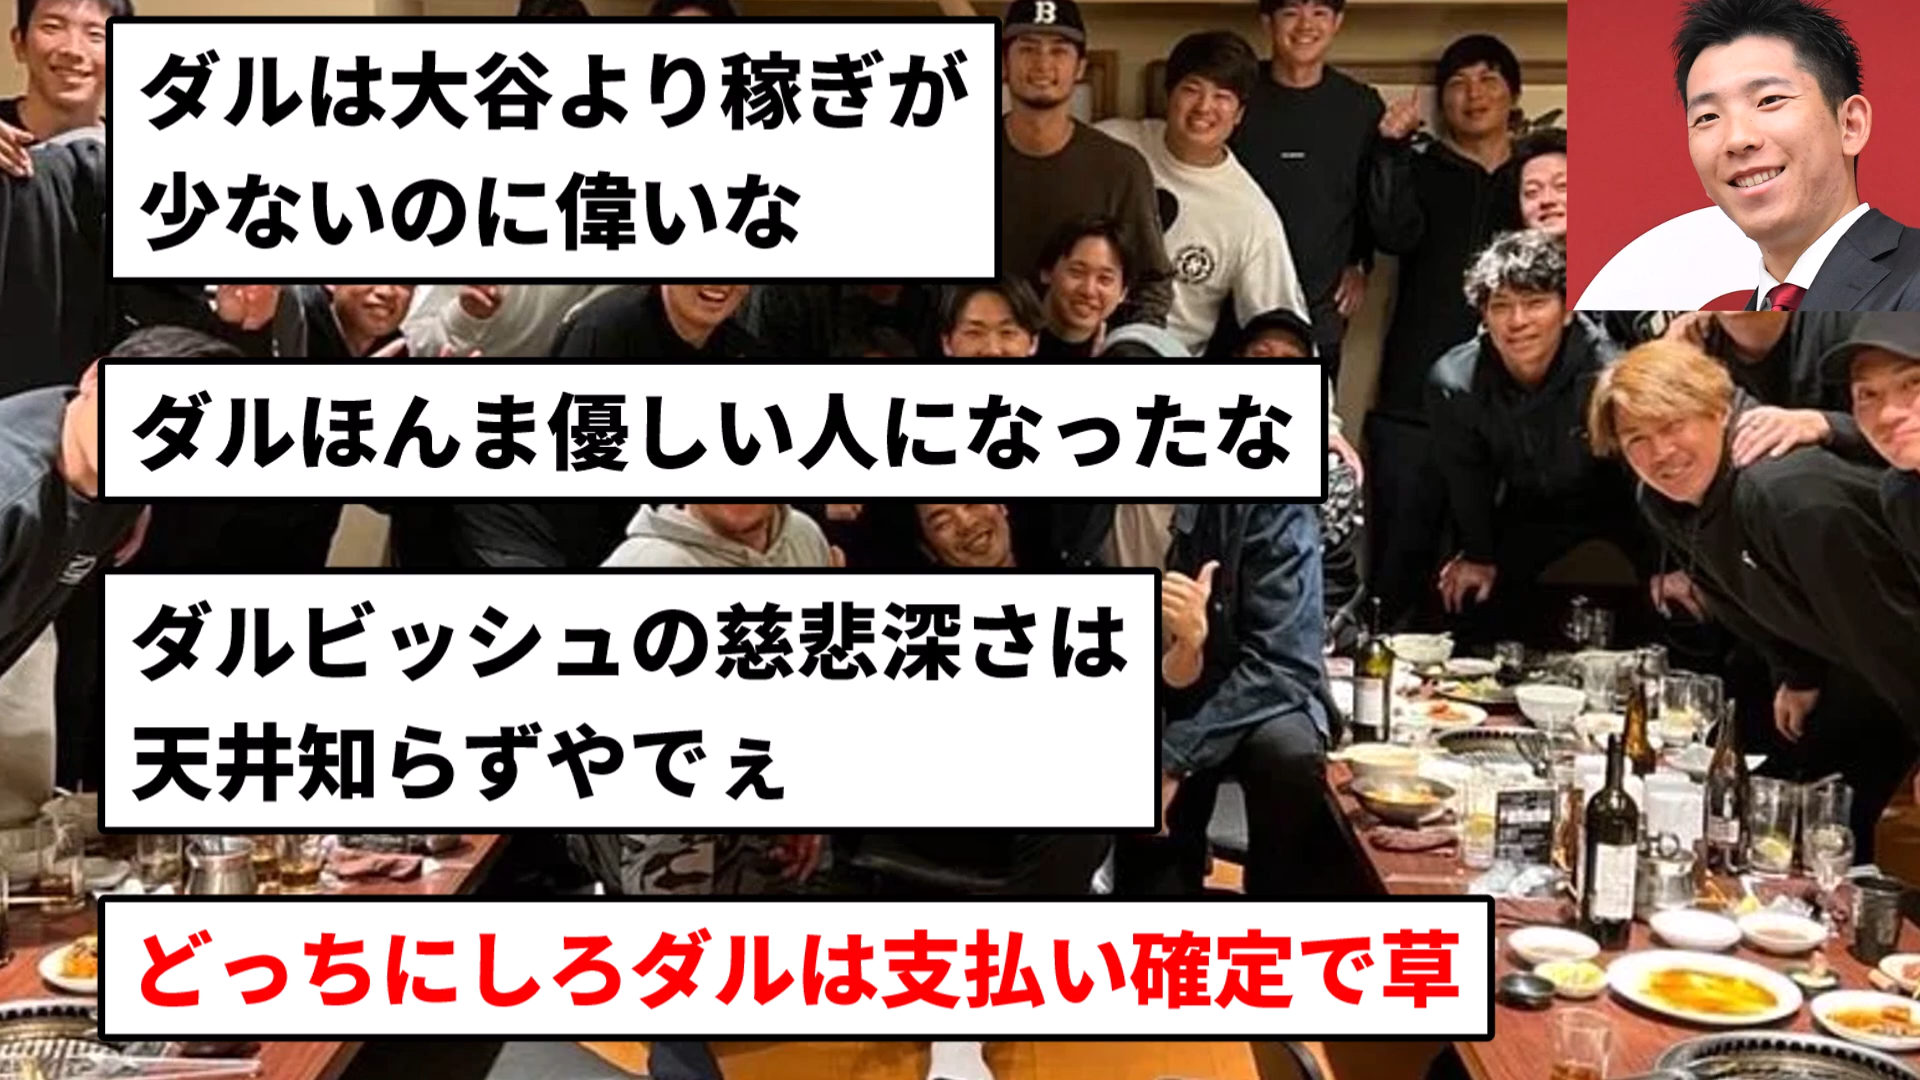 B
ダルは大谷より稼ぎが
少ないのに偉いな
ダルほんま優しい人になったな
ダルビッシュの慈悲深さは
天井知らずやでぇ
どっちにしろダルは支払い確定で草